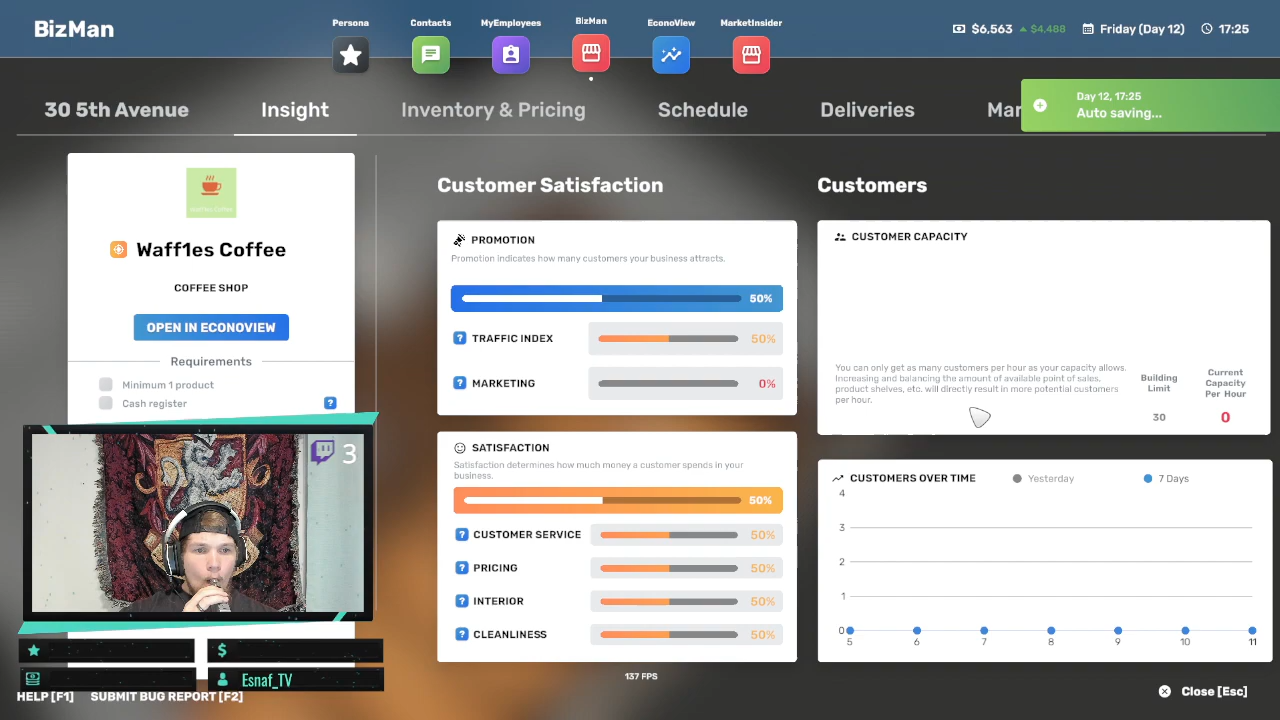 BizMan
Persona
Contacts
MyEmployees
BizMan
EconoView
MarketInsider
$6,563 ▲ $4,488
Friday (Day 12)
17:25
30 5th Avenue
Insight
Inventory & Pricing
Schedule
Deliveries
Mar
Day 12, 17:25
Auto saving...
Waff1es Coffee
Waff1es Coffee
COFFEE SHOP
OPEN IN ECONOVIEW
Requirements
Minimum 1 product
Cash register
?
3
Esnaf_TV
HELP [F1]
SUBMIT BUG REPORT [F2]
Customer Satisfaction
PROMOTION
Promotion indicates how many customers your business attracts.
50%
? TRAFFIC INDEX 50%
? MARKETING 0%
SATISFACTION
Satisfaction determines how much money a customer spends in your
business.
50%
? CUSTOMER SERVICE 50%
? PRICING 50%
? INTERIOR 50%
? CLEANLINESS 50%
137 FPS
Customers
CUSTOMER CAPACITY
You can only get as many customers per hour as your capacity allows.
Increasing and balancing the amount of available point of sales,
product shelves, etc. will directly result in more potential customers
per hour.
Building
Limit
30
Current
Capacity
Per Hour
0
CUSTOMERS OVER TIME
Yesterday
7 Days
4
3
2
1
0
5 6 7 8 9 10 11
Close [Esc]